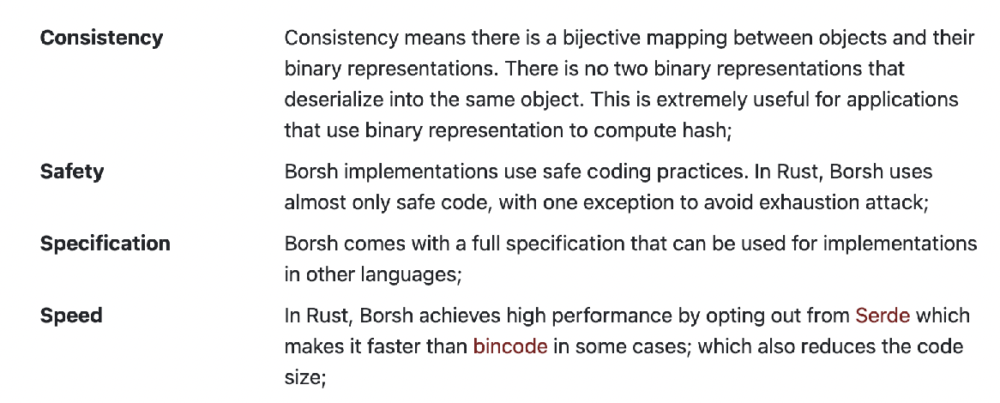 Consistency
Consistency means there is a bijective mapping between objects and their
binary representations. There is no two binary representations that
deserialize into the same object. This is extremely useful for applications
that use binary representation to compute hash;
Safety
Borsh implementations use safe coding practices. In Rust, Borsh uses
almost only safe code, with one exception to avoid exhaustion attack;
Specification
Borsh comes with a full specification that can be used for implementations
in other languages;
Speed
In Rust, Borsh achieves high performance by opting out from Serde which
makes it faster than bincode in some cases; which also reduces the code
size;